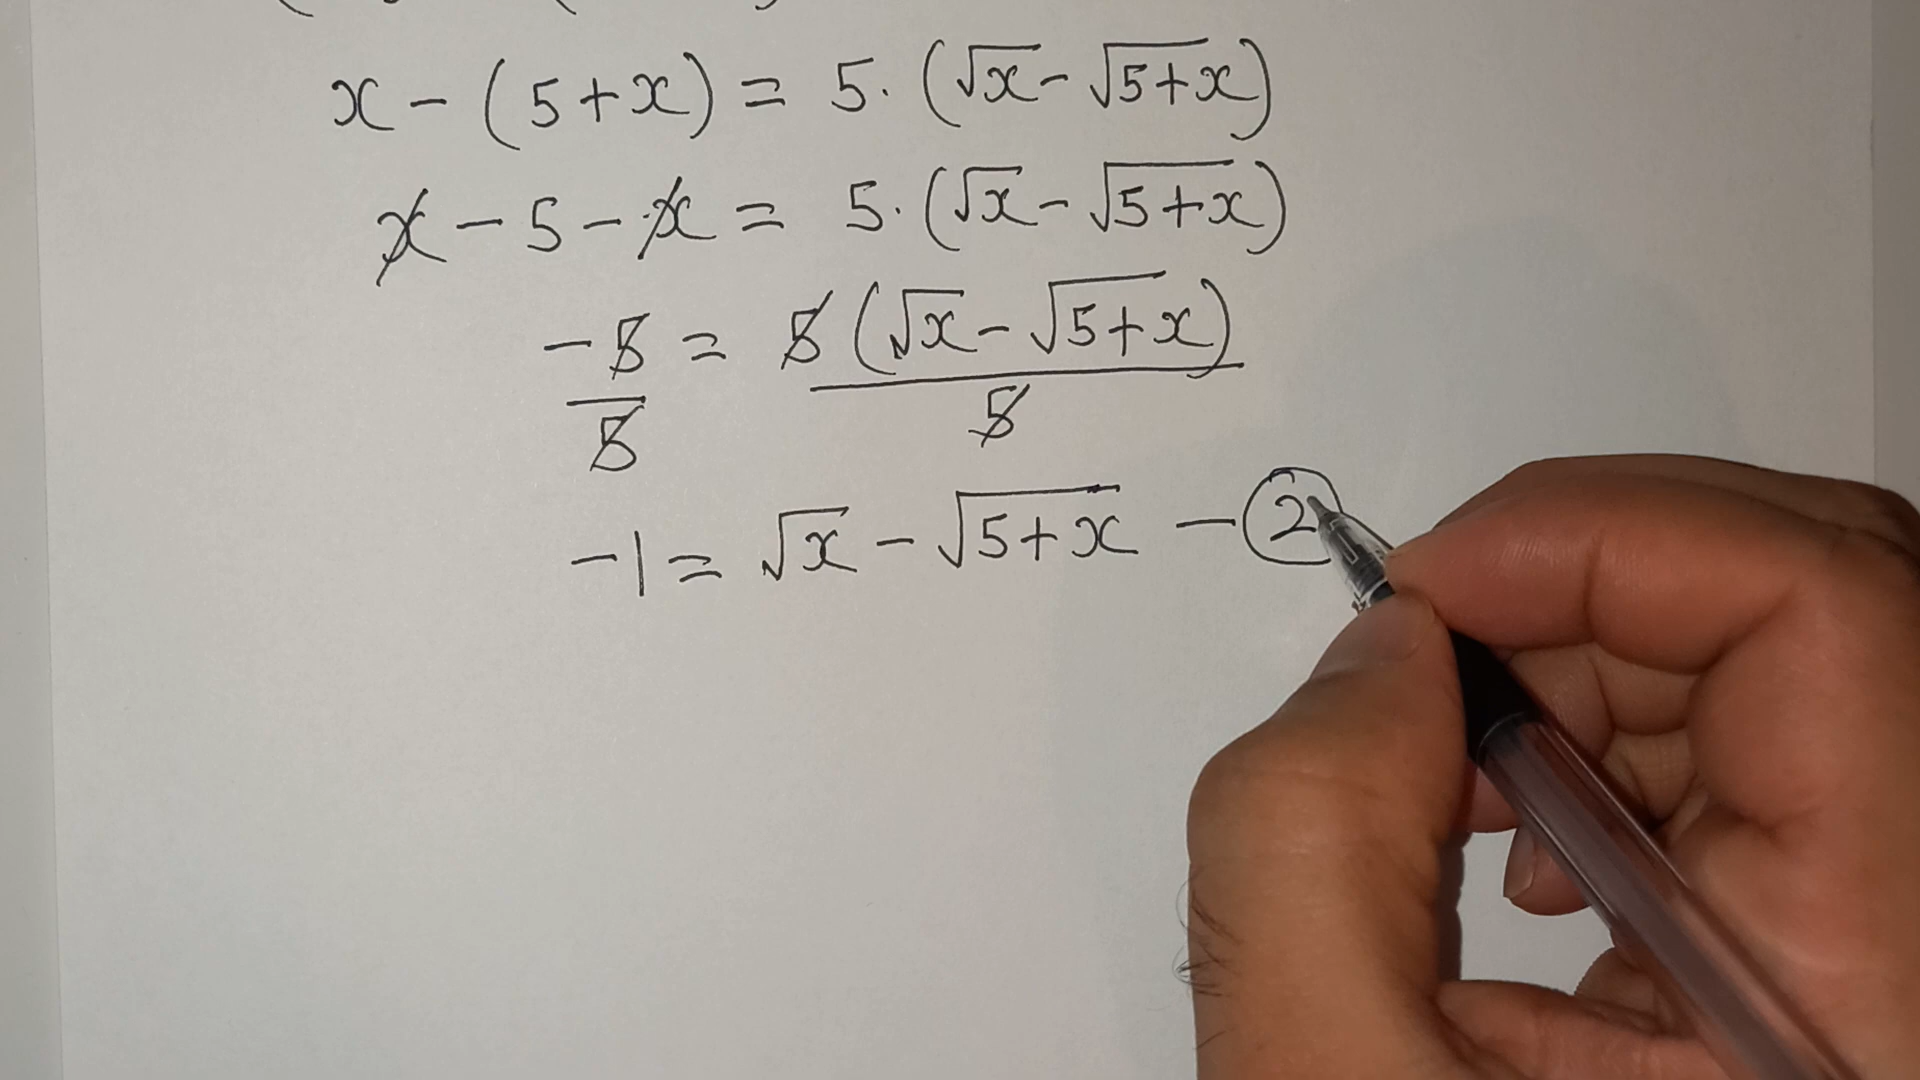 x - (5+x) = 5. (√x - √5+x)
x - 5 - x = 5. (√x - √5+x)
-5/5 = 5(√x - √5+x)/5
-1 = √x - √5+x - ②